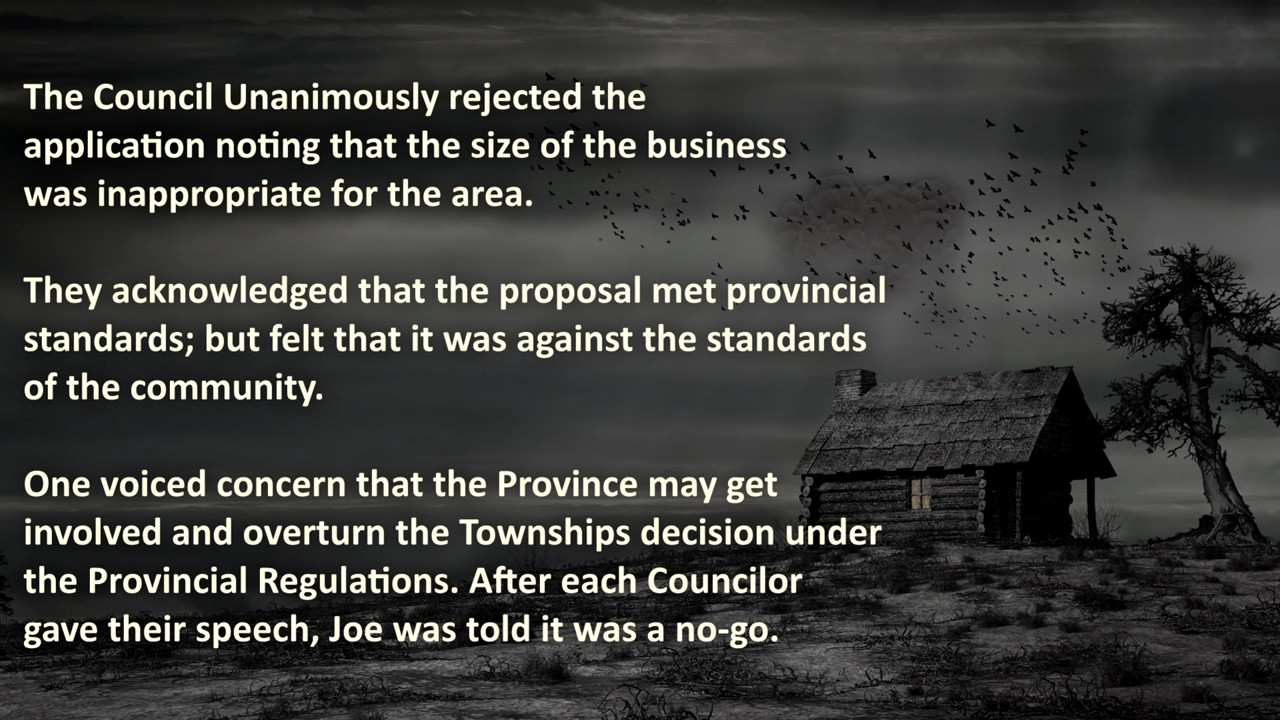 The Council Unanimously rejected the
application noting that the size of the business
was inappropriate for the area.
They acknowledged that the proposal met provincial
standards; but felt that it was against the standards
of the community.
One voiced concern that the Province may get
involved and overturn the Townships decision under
the Provincial Regulations. After each Councilor
gave their speech, Joe was told it was a no-go.